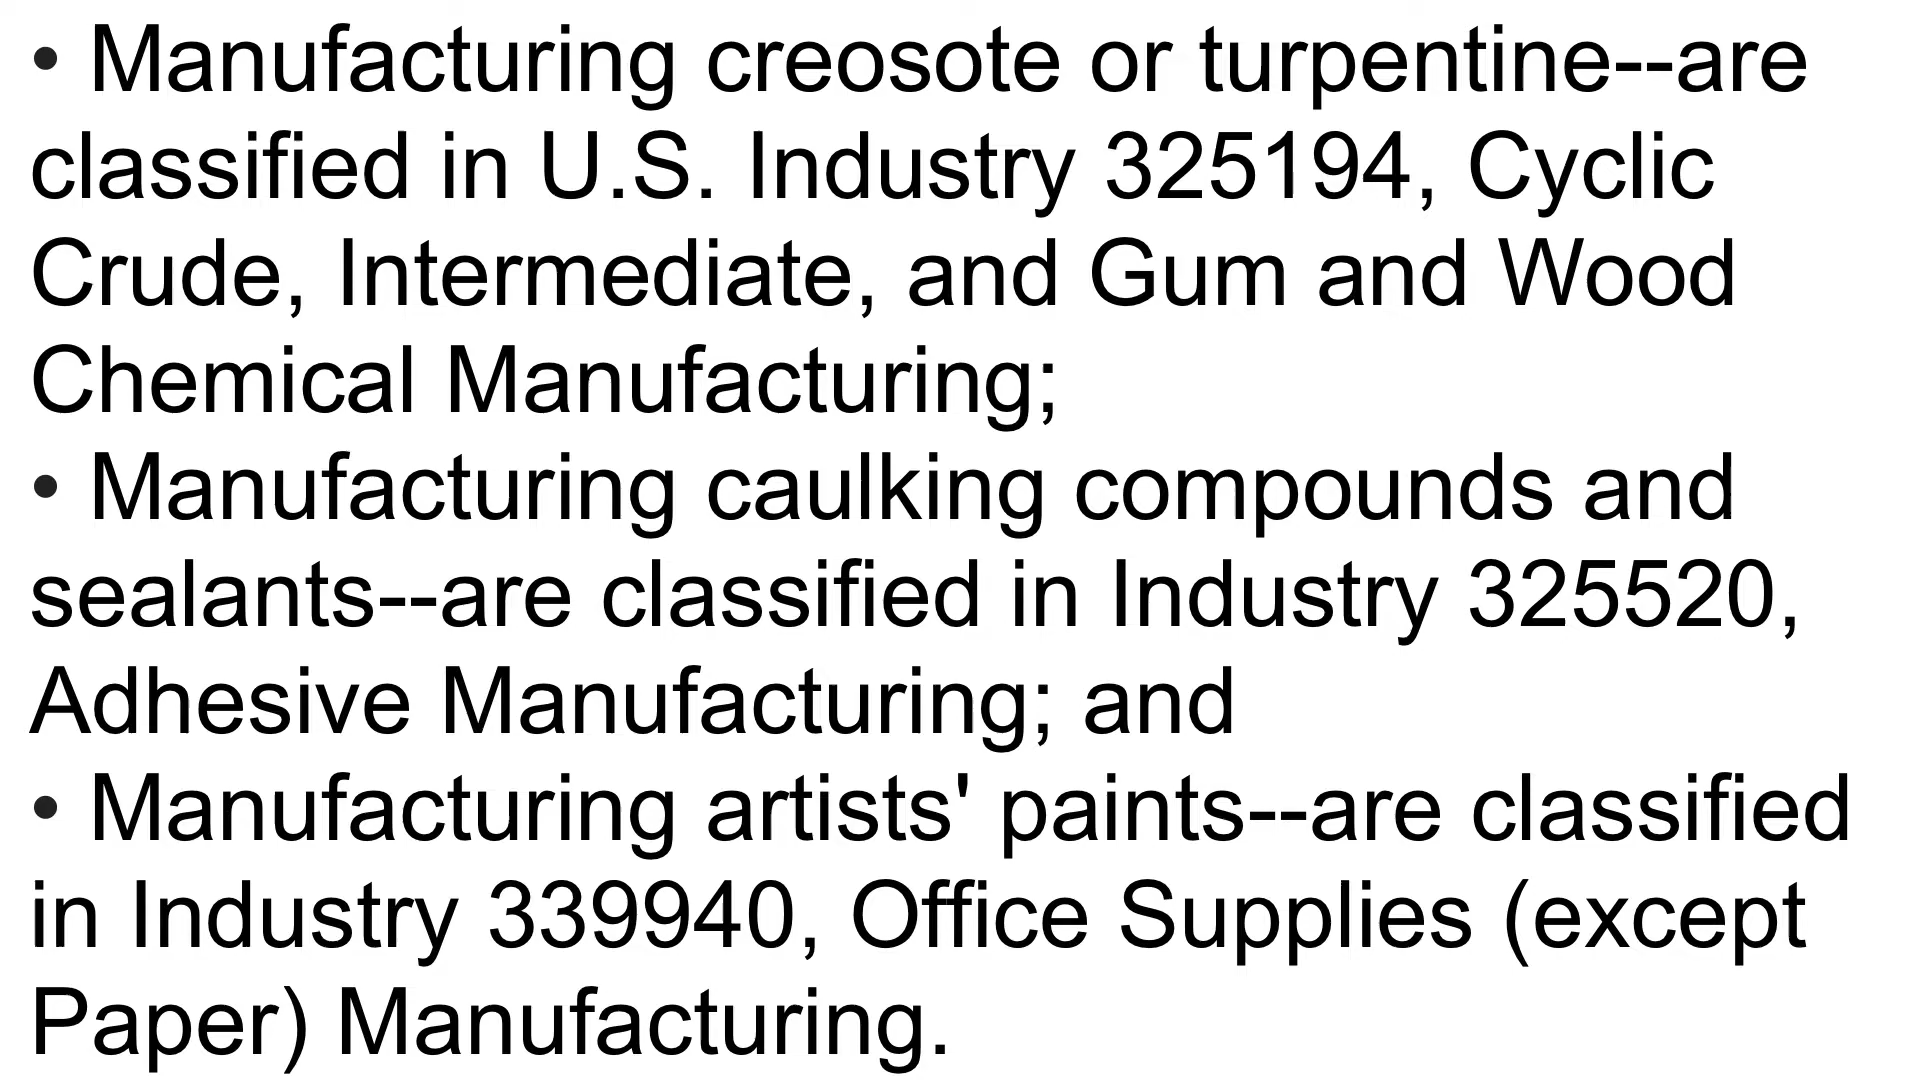 • Manufacturing creosote or turpentine--are
classified in U.S. Industry 325194, Cyclic
Crude, Intermediate, and Gum and Wood
Chemical Manufacturing;
• Manufacturing caulking compounds and
sealants--are classified in Industry 325520,
Adhesive Manufacturing; and
• Manufacturing artists' paints--are classified
in Industry 339940, Office Supplies (except
Paper) Manufacturing.